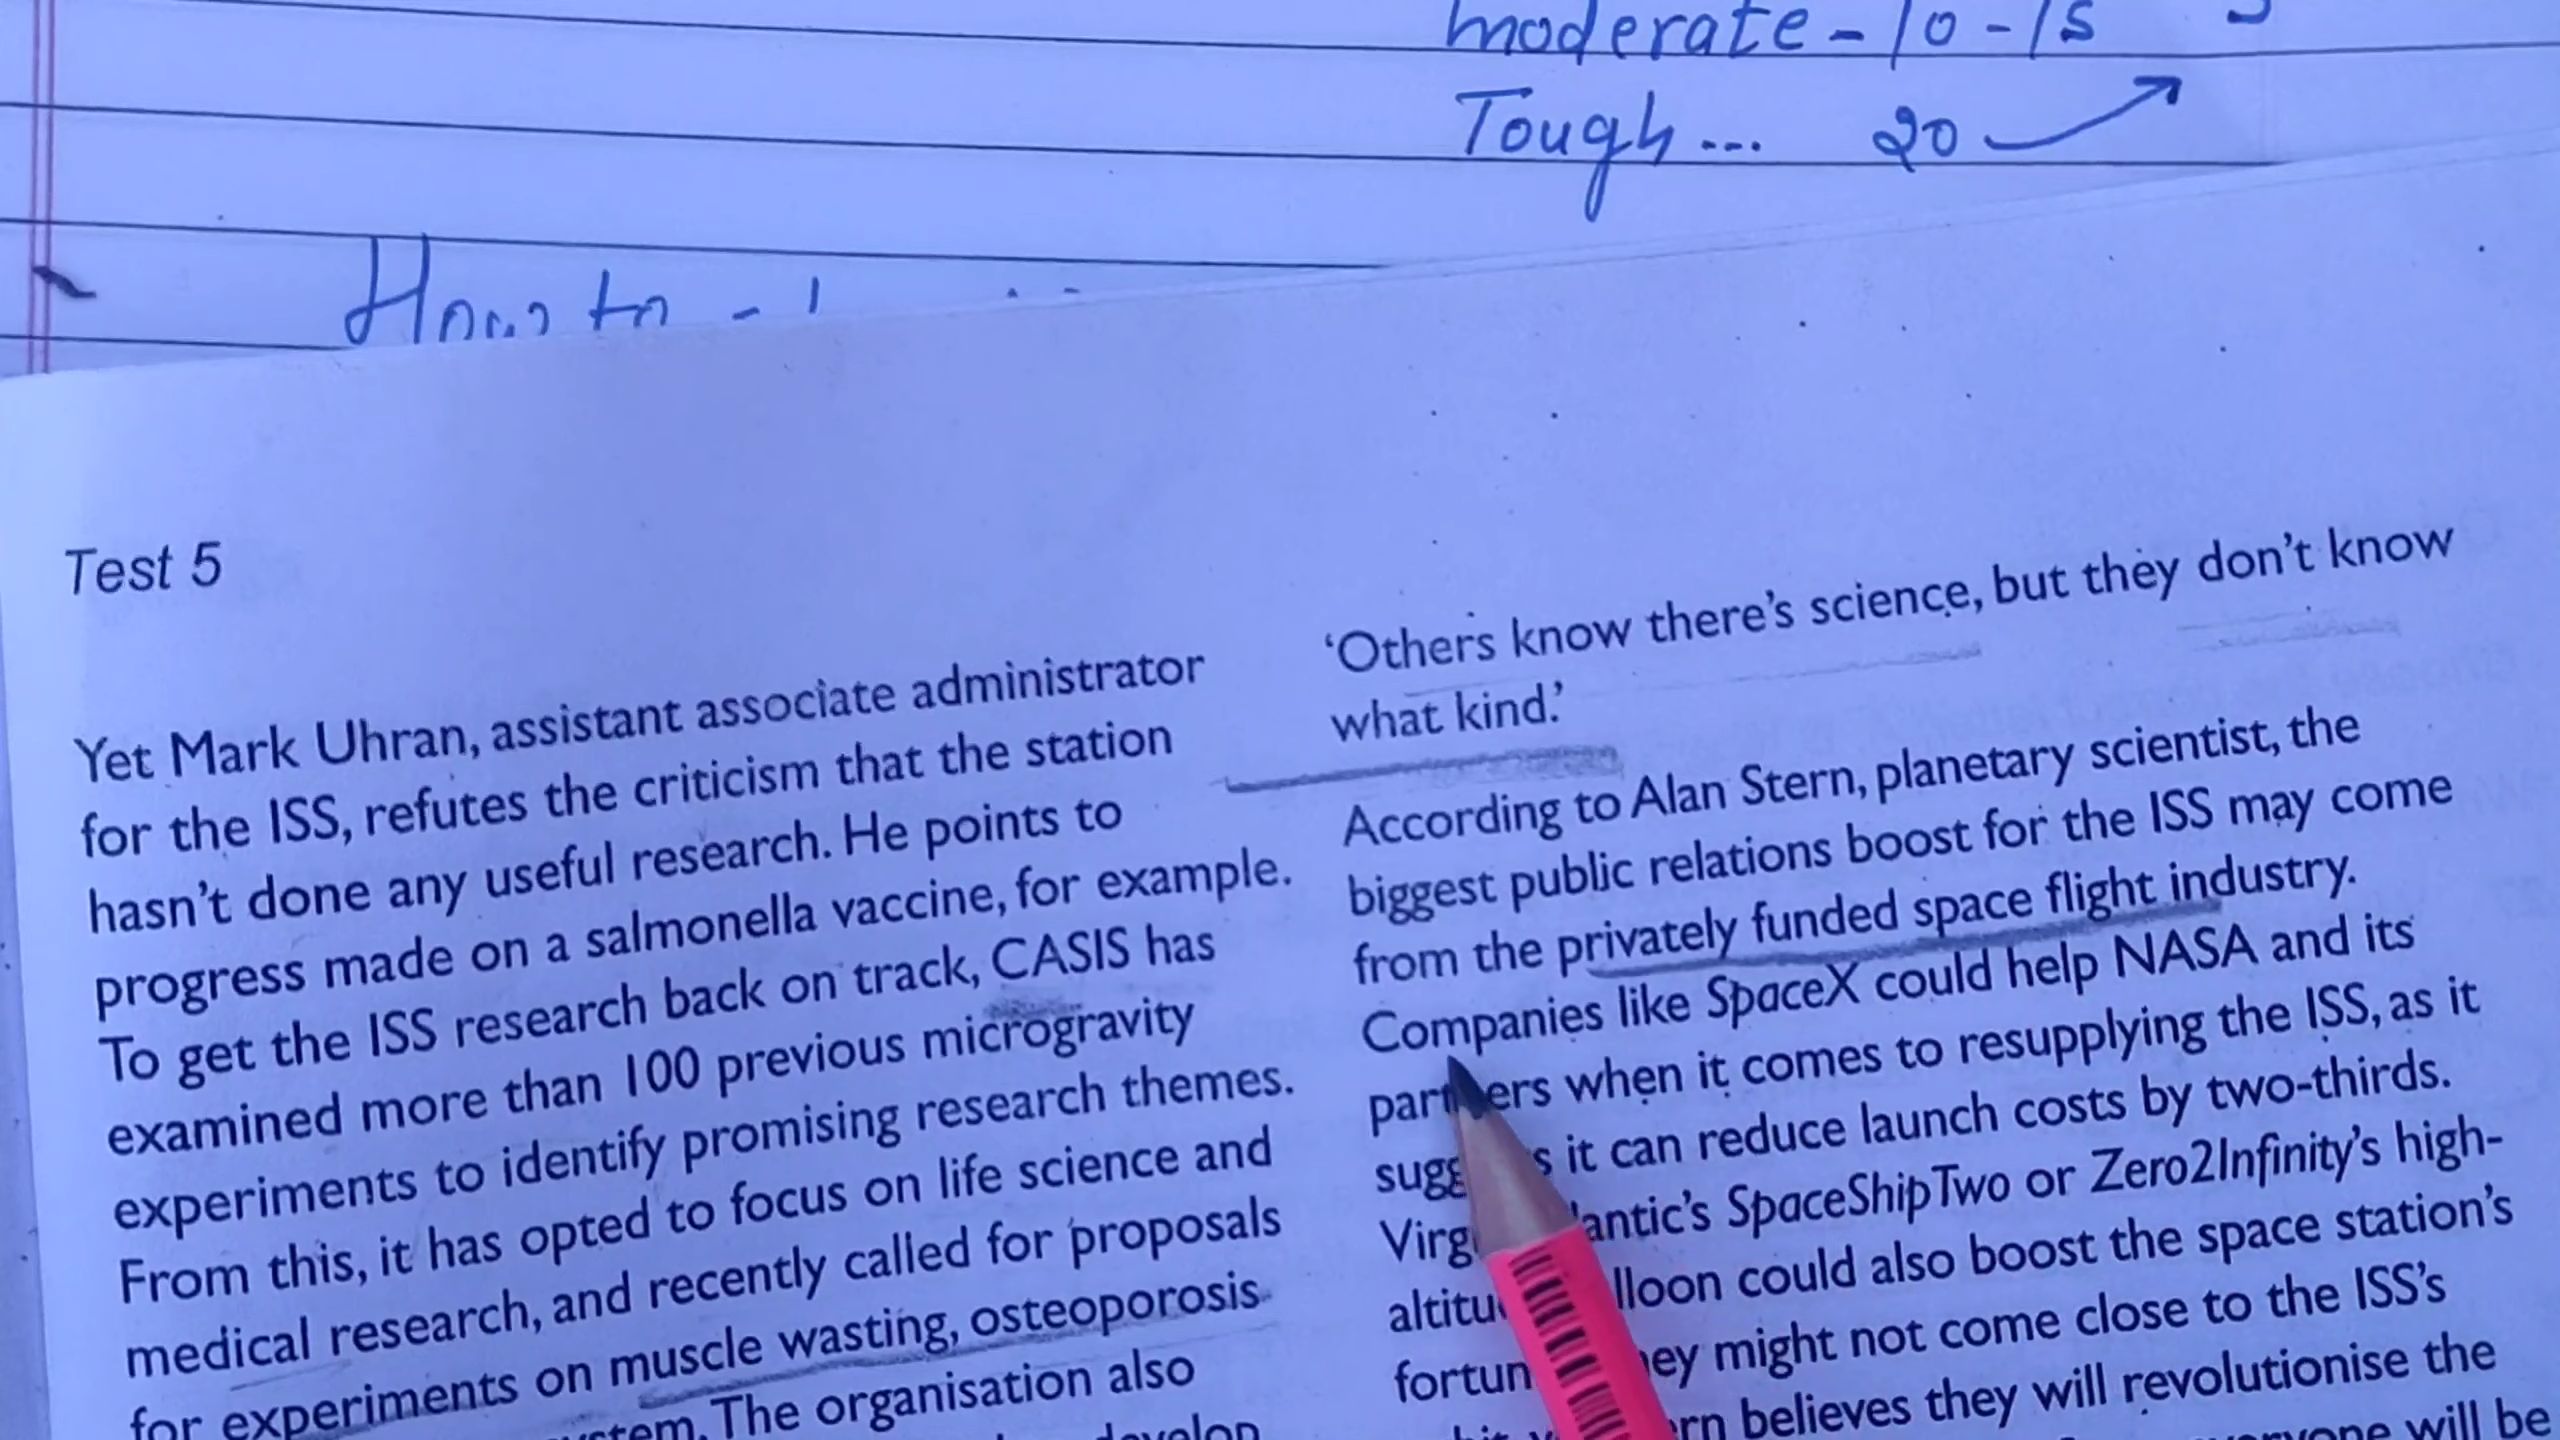 moderate - 10 - 15
Tough ... 20
How to -
Test 5
Yet Mark Uhran, assistant associate administrator
for the ISS, refutes the criticism that the station
hasn't done any useful research. He points to
progress made on a salmonella vaccine, for example.
To get the ISS research back on track, CASIS has
examined more than 100 previous microgravity
experiments to identify promising research themes.
From this, it has opted to focus on life science and
medical research, and recently called for proposals
for experiments on muscle wasting, osteoporosis
The organisation also
develop
'Others know there's science, but they don't know
what kind.'
According to Alan Stern, planetary scientist, the
biggest public relations boost for the ISS may come
from the privately funded space flight industry.
Companies like SpaceX could help NASA and its
when it comes to resupplying the ISS, as it
it can reduce launch costs by two-thirds.
SpaceShipTwo or Zero2Infinity's high-
could also boost the space station's
might not come close to the ISS's
believes they will revolutionise the
will be